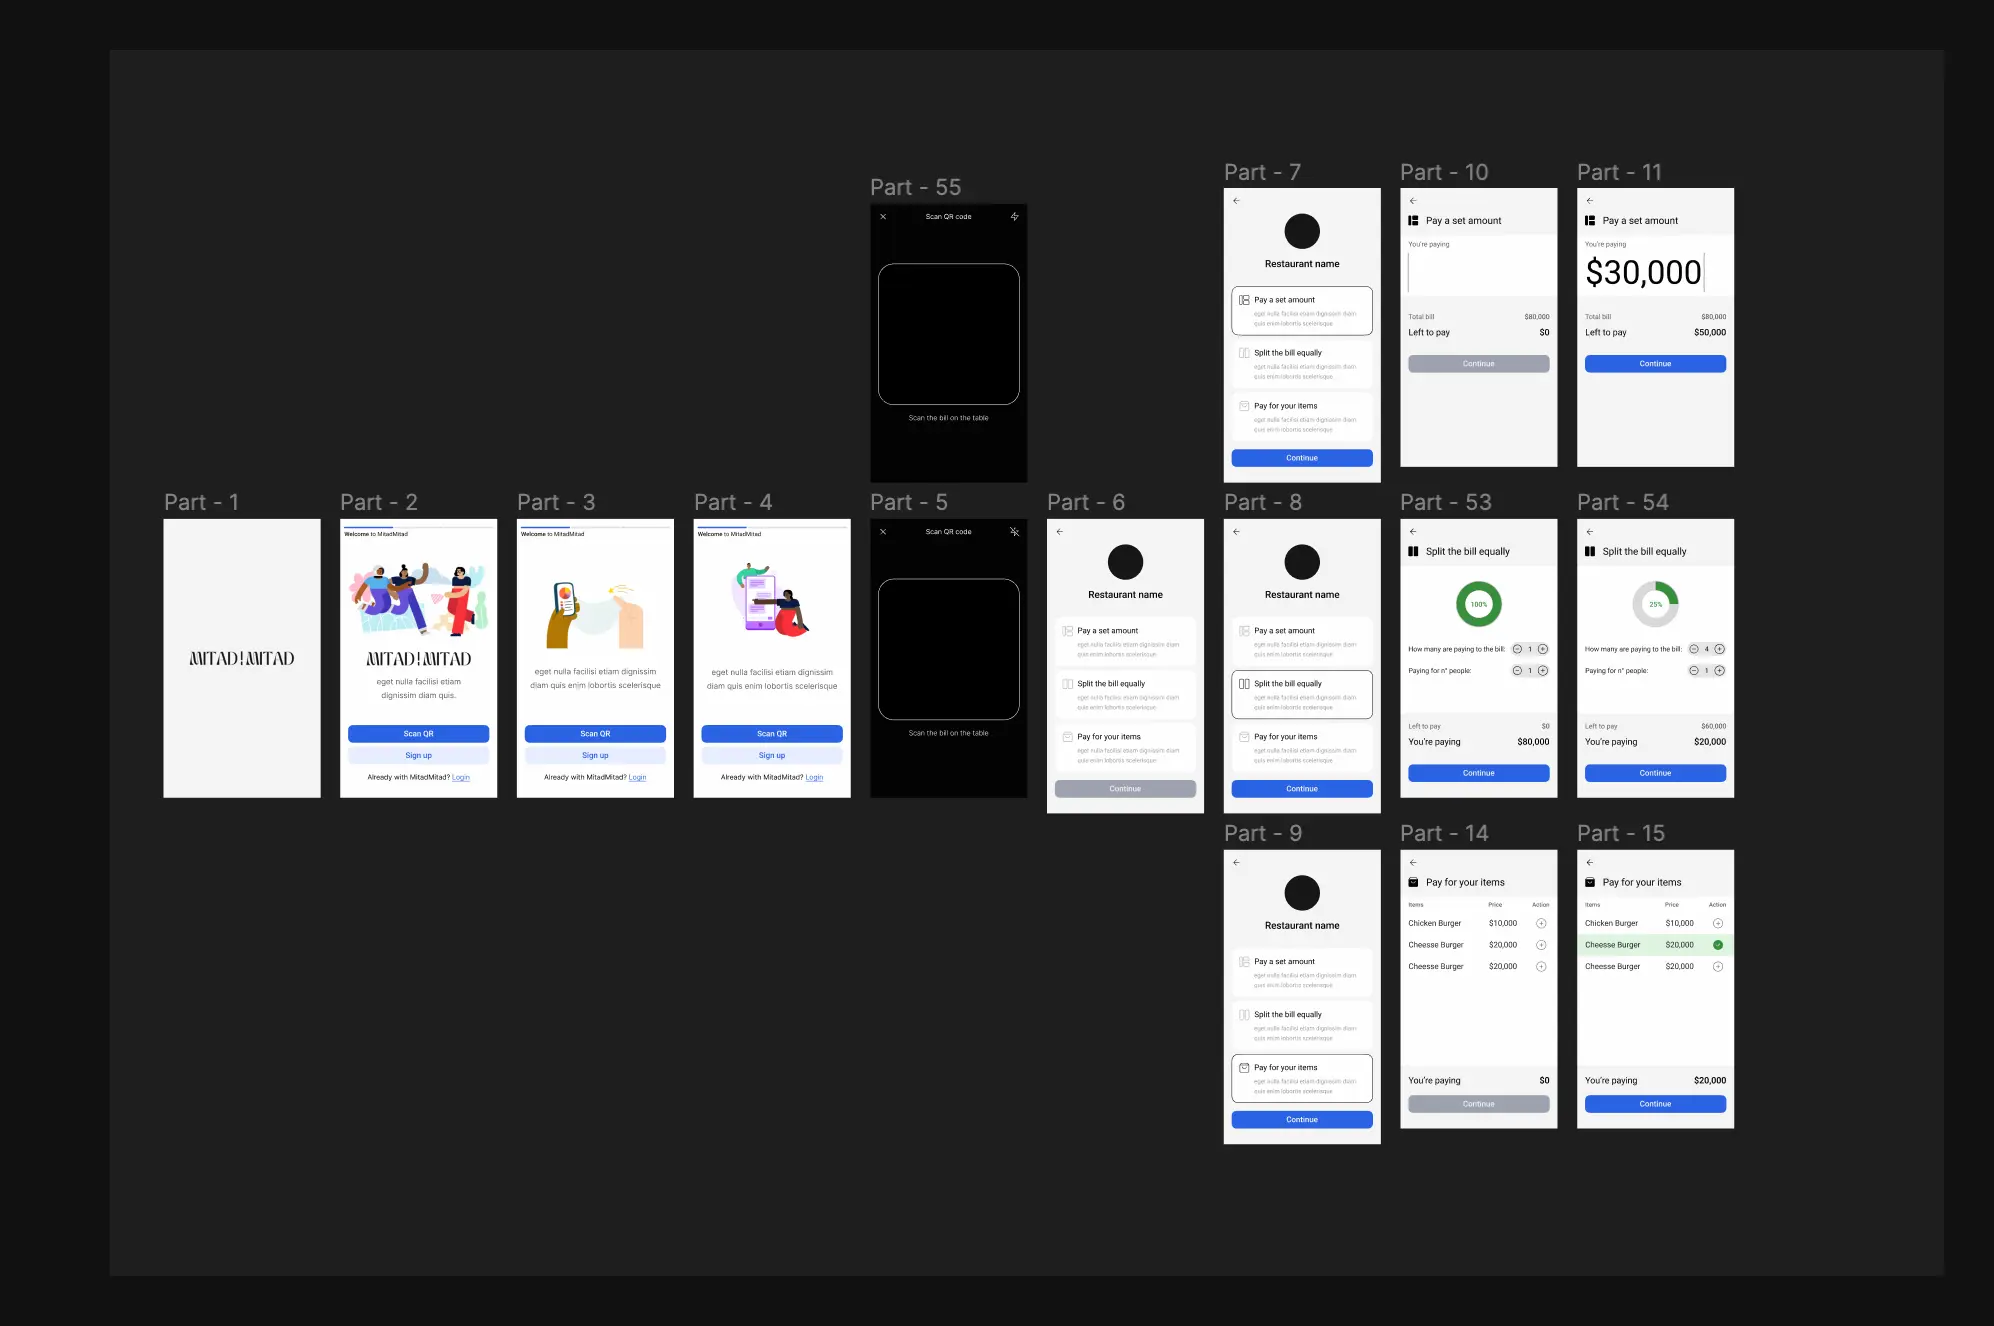 Part - 55
Scan QR code
Scan the bill on the table
Part - 7
Restaurant name
Pay a set amount
eget nulla facilisi etiam dignissim diam
quis enim lobortis scelerisque
Split the bill equally
eget nulla facilisi etiam dignissim diam
quis enim lobortis scelerisque
Pay for your items
eget nulla facilisi etiam dignissim diam
quis enim lobortis scelerisque
Continue
Part - 10
Pay a set amount
You're paying
Total bill $80,000
Left to pay $0
Continue
Part - 11
Pay a set amount
You're paying
$30,000
Total bill $80,000
Left to pay $50,000
Continue
Part - 1
MITAD!MITAD
Part - 2
Welcome to MitadMitad
MITAD!MITAD
eget nulla facilisi etiam
dignissim diam quis.
Scan QR
Sign up
Already with MitadMitad? Login
Part - 3
Welcome to MitadMitad
eget nulla facilisi etiam dignissim
diam quis enim lobortis scelerisque
Scan QR
Sign up
Already with MitadMitad? Login
Part - 4
Welcome to MitadMitad
eget nulla facilisi etiam dignissim
diam quis enim lobortis scelerisque
Scan QR
Sign up
Already with MitadMitad? Login
Part - 5
Scan QR code
Scan the bill on the table
Part - 6
Restaurant name
Pay a set amount
eget nulla facilisi etiam dignissim diam
quis enim lobortis scelerisque
Split the bill equally
eget nulla facilisi etiam dignissim diam
quis enim lobortis scelerisque
Pay for your items
eget nulla facilisi etiam dignissim diam
quis enim lobortis scelerisque
Continue
Part - 8
Restaurant name
Pay a set amount
eget nulla facilisi etiam dignissim diam
quis enim lobortis scelerisque
Split the bill equally
eget nulla facilisi etiam dignissim diam
quis enim lobortis scelerisque
Pay for your items
eget nulla facilisi etiam dignissim diam
quis enim lobortis scelerisque
Continue
Part - 53
Split the bill equally
100%
How many are paying to the bill: 1
Paying for n° people: 1
Left to pay $0
You're paying $80,000
Continue
Part - 54
Split the bill equally
25%
How many are paying to the bill: 4
Paying for n° people: 1
Left to pay $60,000
You're paying $20,000
Continue
Part - 9
Restaurant name
Pay a set amount
eget nulla facilisi etiam dignissim diam
quis enim lobortis scelerisque
Split the bill equally
eget nulla facilisi etiam dignissim diam
quis enim lobortis scelerisque
Pay for your items
eget nulla facilisi etiam dignissim diam
quis enim lobortis scelerisque
Continue
Part - 14
Pay for your items
Items Price Action
Chicken Burger $10,000
Cheesse Burger $20,000
Cheesse Burger $20,000
You're paying $0
Continue
Part - 15
Pay for your items
Items Price Action
Chicken Burger $10,000
Cheesse Burger $20,000
Cheesse Burger $20,000
You're paying $20,000
Continue